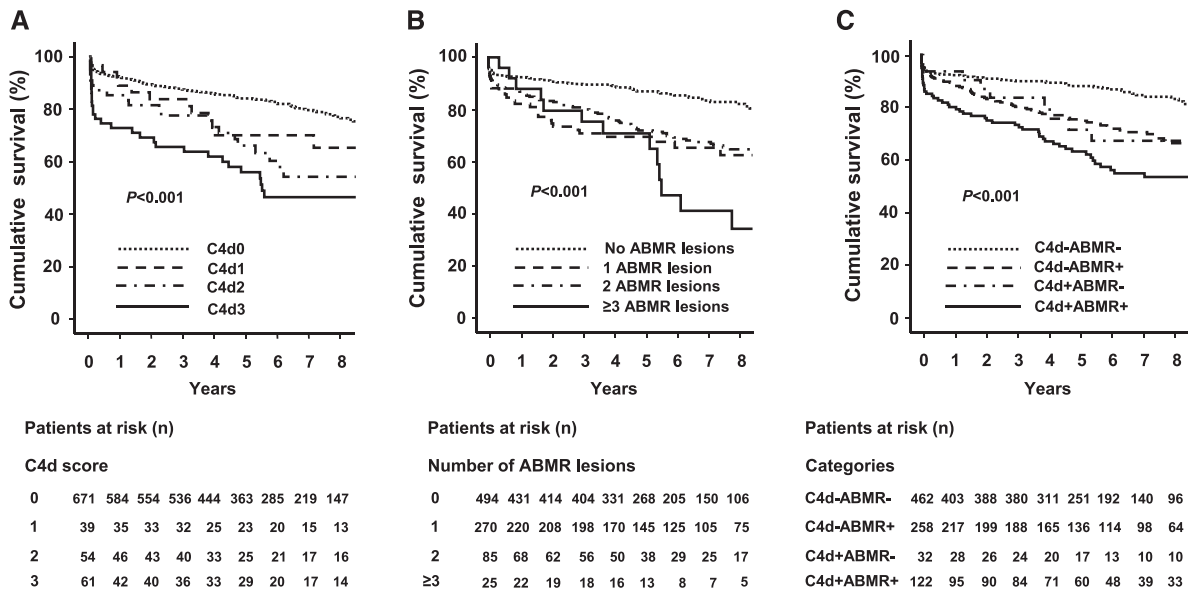 A
Cumulative survival (%)
100
80
60
40
20
0
P<0.001
C4d0
C4d1
C4d2
C4d3
0 1 2 3 4 5 6 7 8
Years
Patients at risk (n)
C4d score
0 671 584 554 536 444 363 285 219 147
1 39 35 33 32 25 23 20 15 13
2 54 46 43 40 33 25 21 17 16
3 61 42 40 36 33 29 20 17 14
B
Cumulative survival (%)
100
80
60
40
20
0
P<0.001
No ABMR lesions
1 ABMR lesion
2 ABMR lesions
≥3 ABMR lesions
0 1 2 3 4 5 6 7 8
Years
Patients at risk (n)
Number of ABMR lesions
0 494 431 414 404 331 268 205 150 106
1 270 220 208 198 170 145 125 105 75
2 85 68 62 56 50 38 29 25 17
≥3 25 22 19 18 16 13 8 7 5
C
Cumulative survival (%)
100
80
60
40
20
0
P<0.001
C4d-ABMR-
C4d-ABMR+
C4d+ABMR-
C4d+ABMR+
0 1 2 3 4 5 6 7 8
Years
Patients at risk (n)
Categories
C4d-ABMR- 462 403 388 380 311 251 192 140 96
C4d-ABMR+ 258 217 199 188 165 136 114 98 64
C4d+ABMR- 32 28 26 24 20 17 13 10 10
C4d+ABMR+ 122 95 90 84 71 60 48 39 33